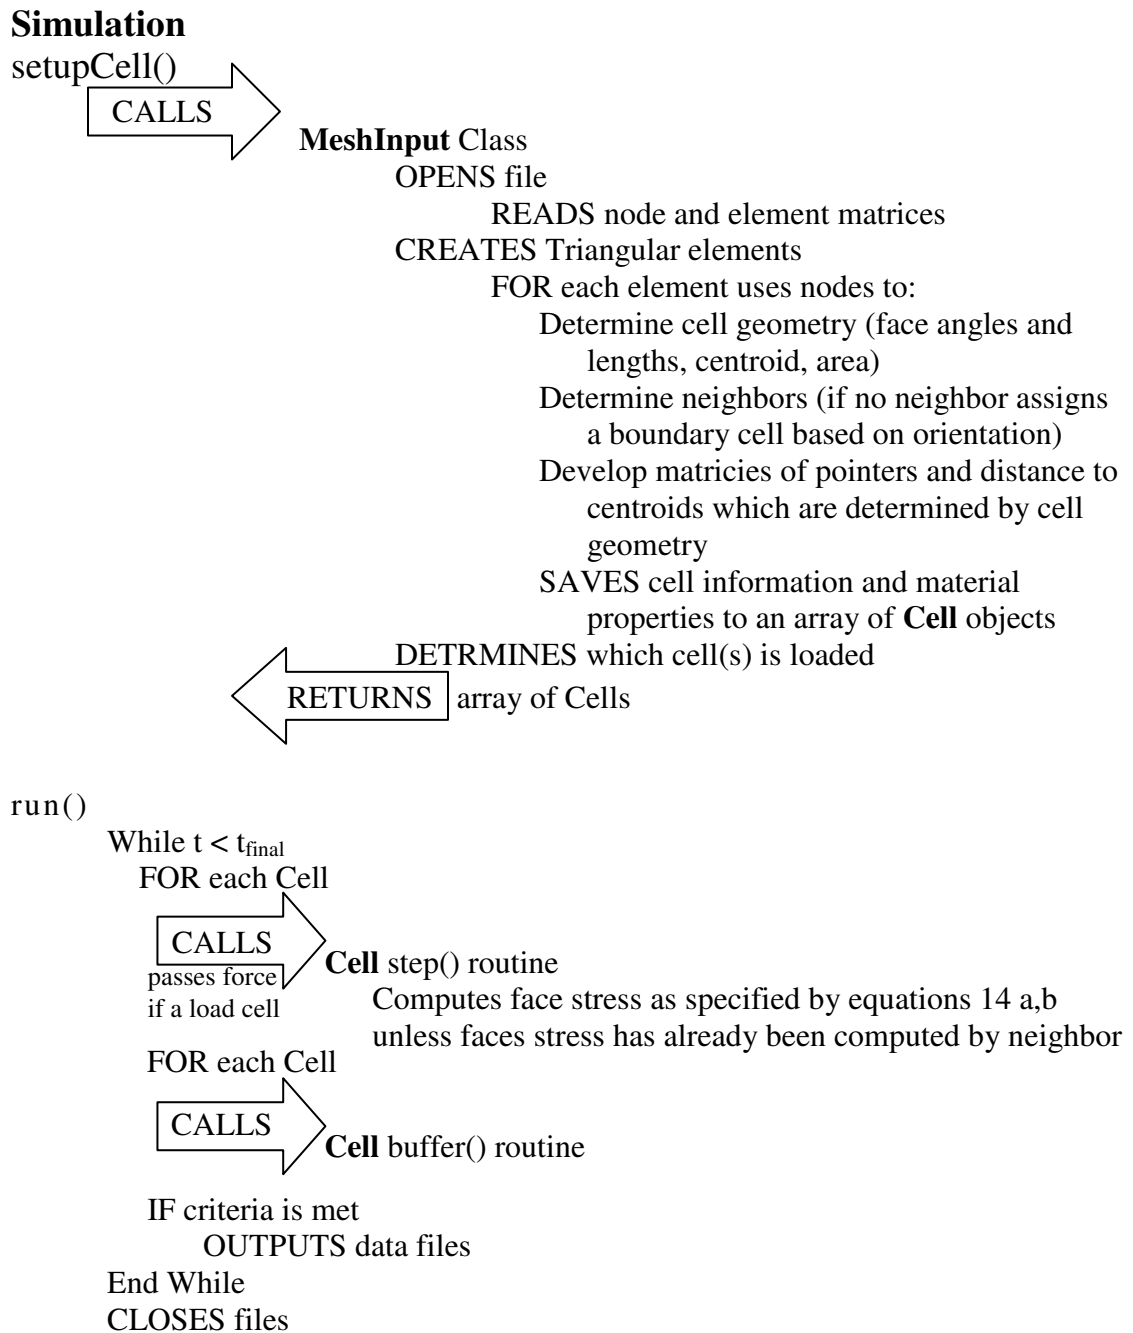 Simulation
setupCell()
CALLS
MeshInput Class
OPENS file
READS node and element matrices
CREATES Triangular elements
FOR each element uses nodes to:
Determine cell geometry (face angles and
lengths, centroid, area)
Determine neighbors (if no neighbor assigns
a boundary cell based on orientation)
Develop matricies of pointers and distance to
centroids which are determined by cell
geometry
SAVES cell information and material
properties to an array of Cell objects
DETRMINES which cell(s) is loaded
RETURNS array of Cells
run()
While t < tfinal
FOR each Cell
CALLS
passes force
if a load cell
Cell step() routine
Computes face stress as specified by equations 14 a,b
unless faces stress has already been computed by neighbor
FOR each Cell
CALLS
Cell buffer() routine
IF criteria is met
OUTPUTS data files
End While
CLOSES files